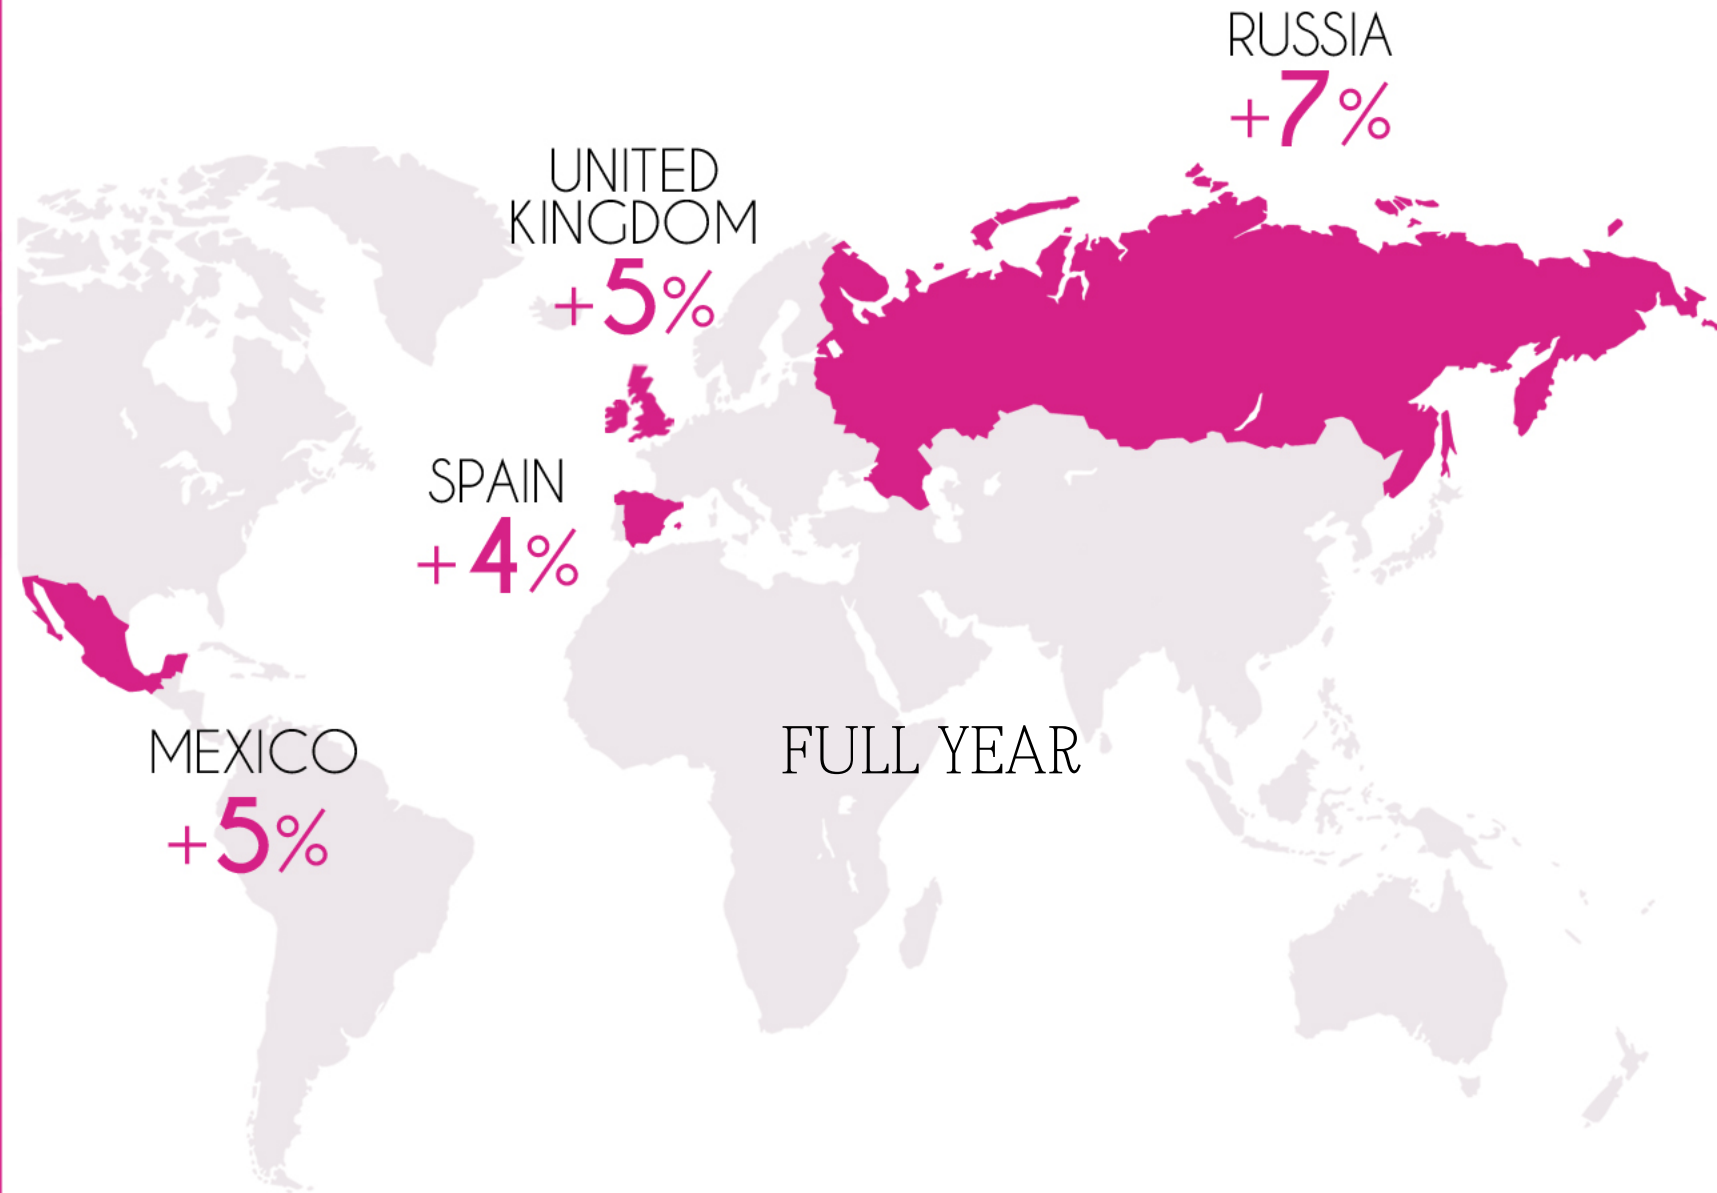 RUSSIA
+7%
UNITED
KINGDOM
+5%
SPAIN
+4%
MEXICO
+5%
FULL YEAR